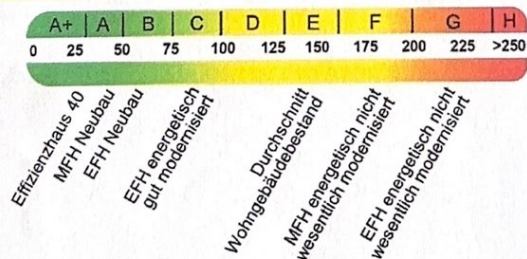 A+ A B C D E F G H
0 25 50 75 100 125 150 175 200 225 >250
Effizienzhaus 40
MFH Neubau
EFH Neubau
EFH energetisch
gut modernisiert
Durchschnitt
Wohngebäudebestand
MFH energetisch nicht
wesentlich modernisiert
EFH energetisch nicht
wesentlich modernisiert